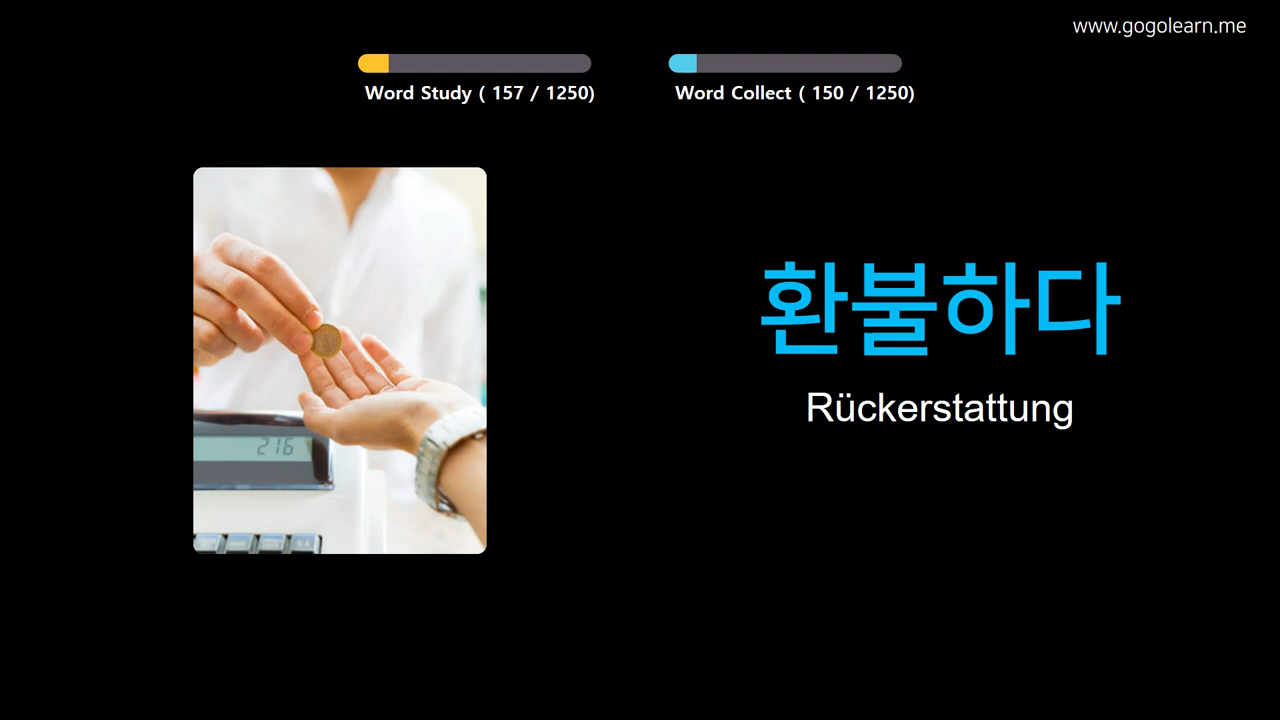 www.gogolearn.me
Word Study ( 157 / 1250)
Word Collect ( 150 / 1250)
환불하다
Rückerstattung
216